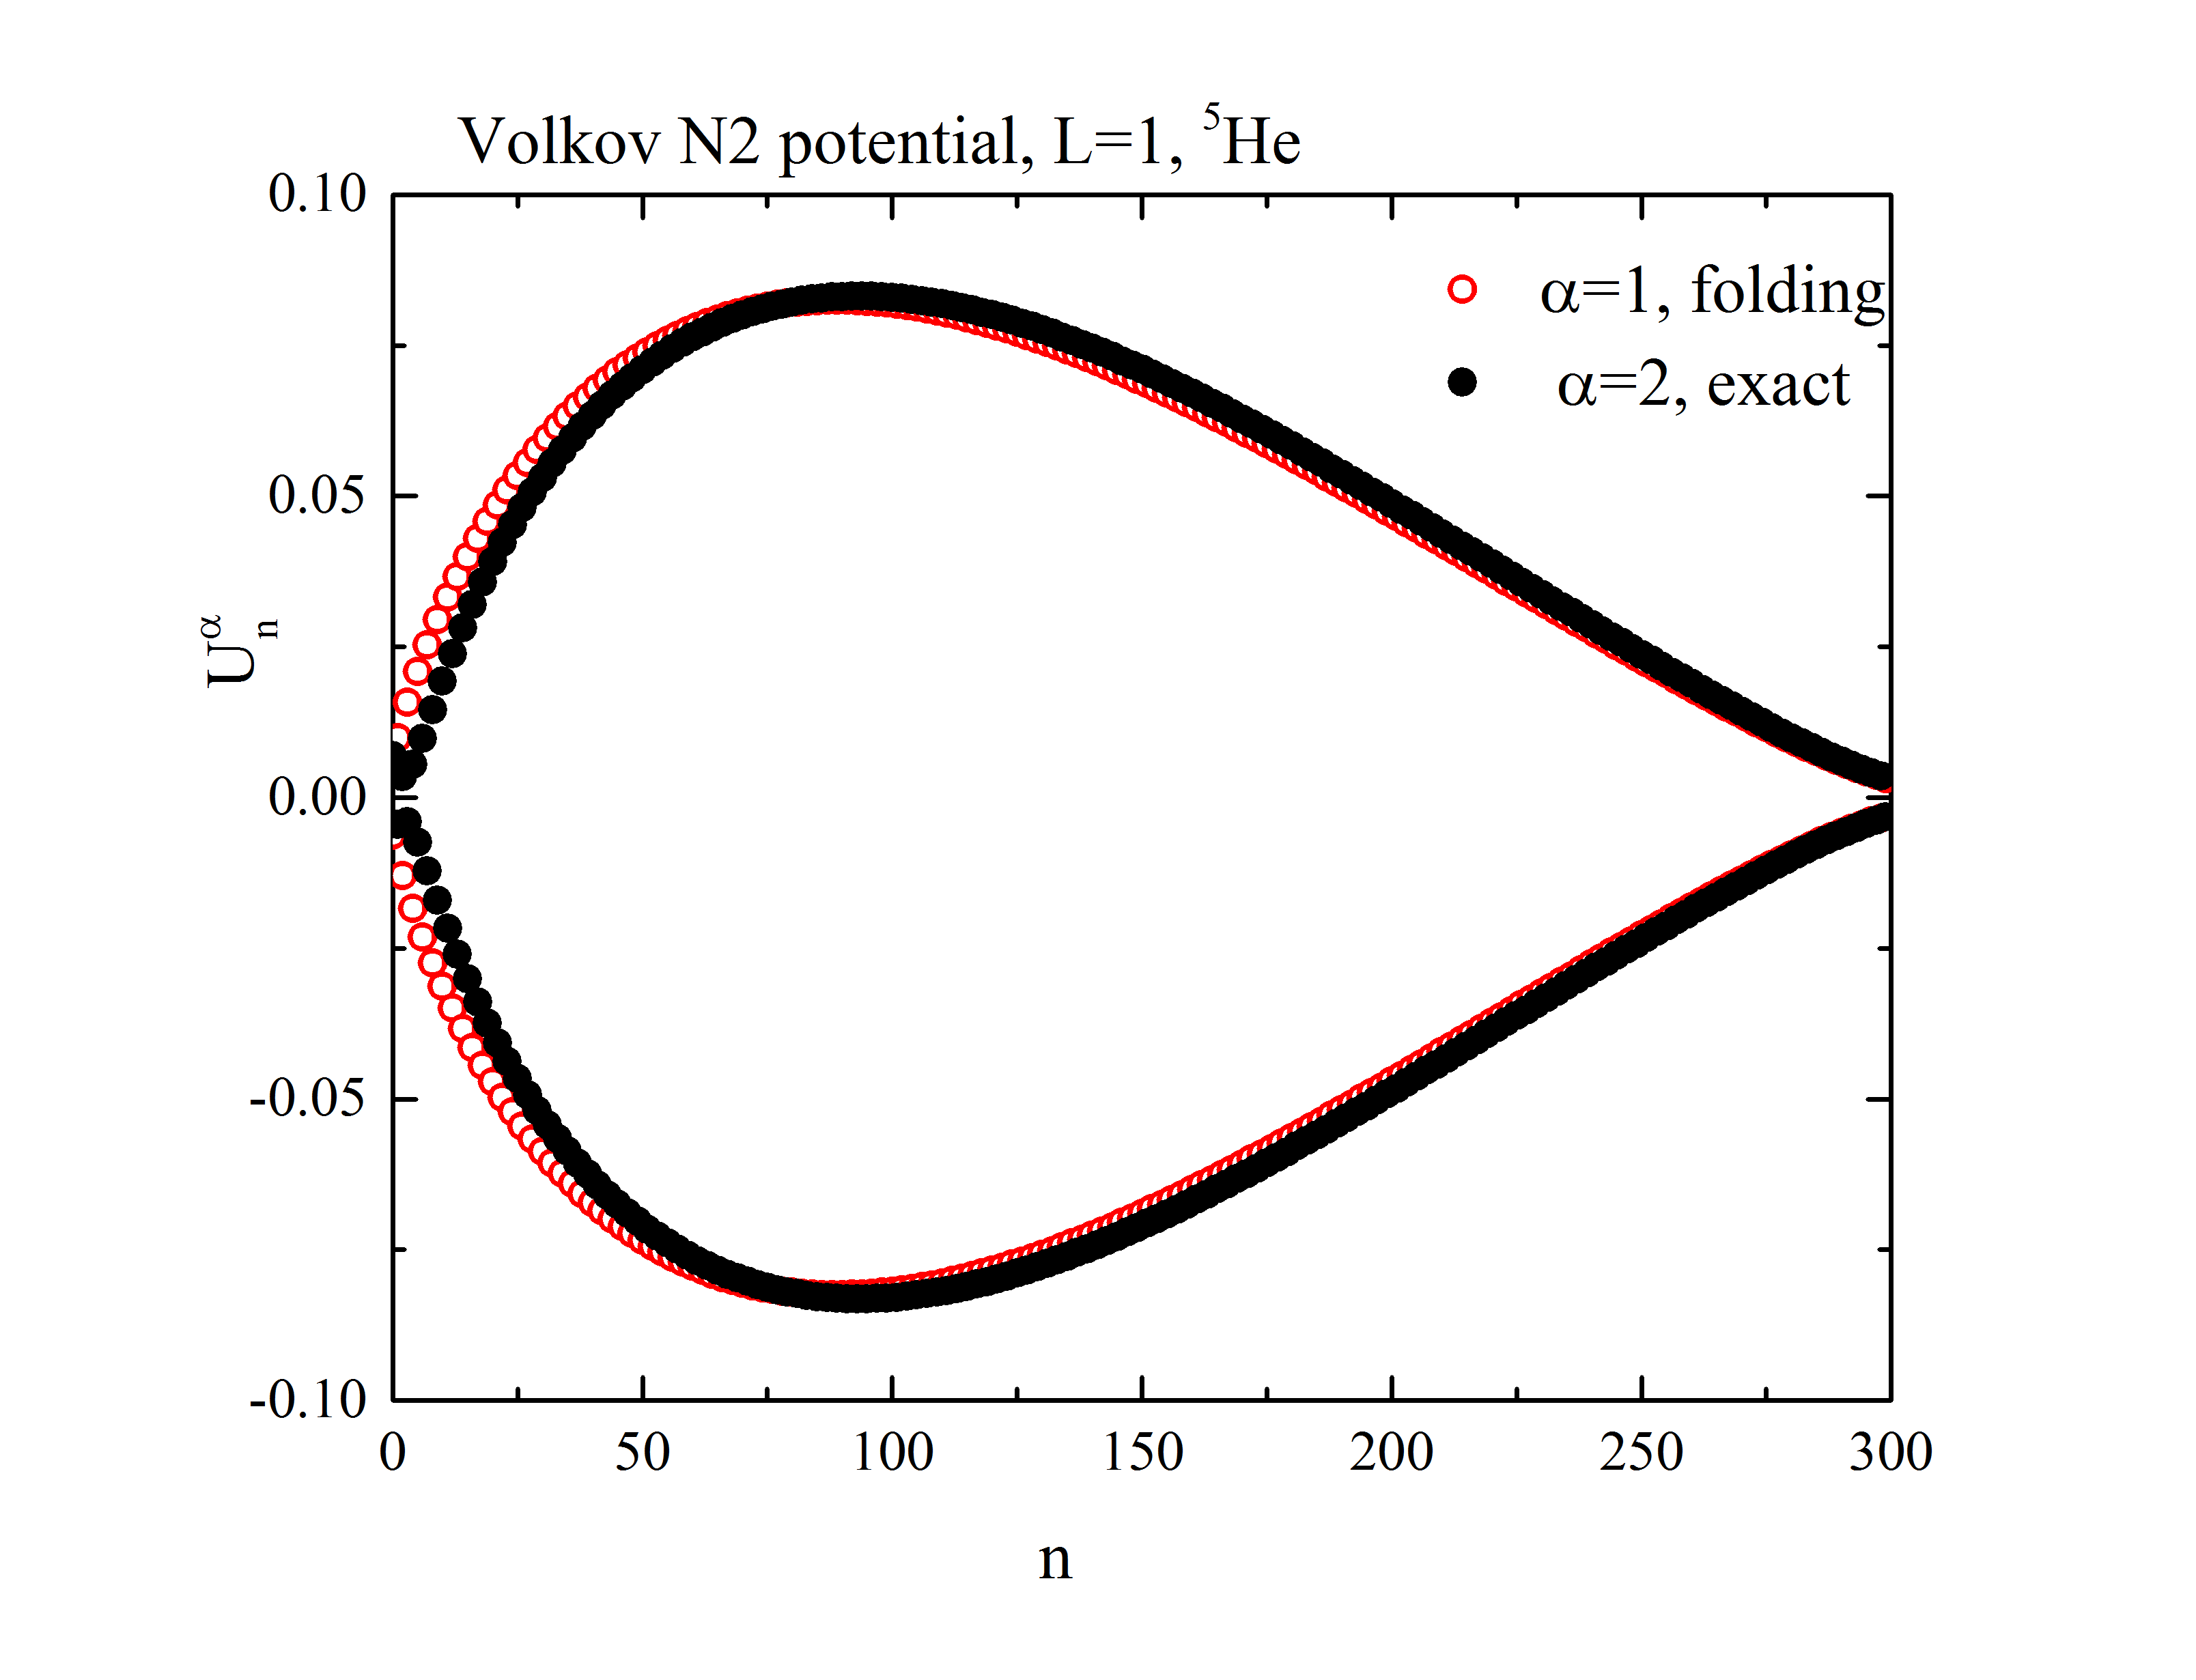 Volkov N2 potential, L=1, ⁵He
0.10
0.05
0.00
-0.05
-0.10
Uₙᵅ
α=1, folding
α=2, exact
0 50 100 150 200 250 300
n